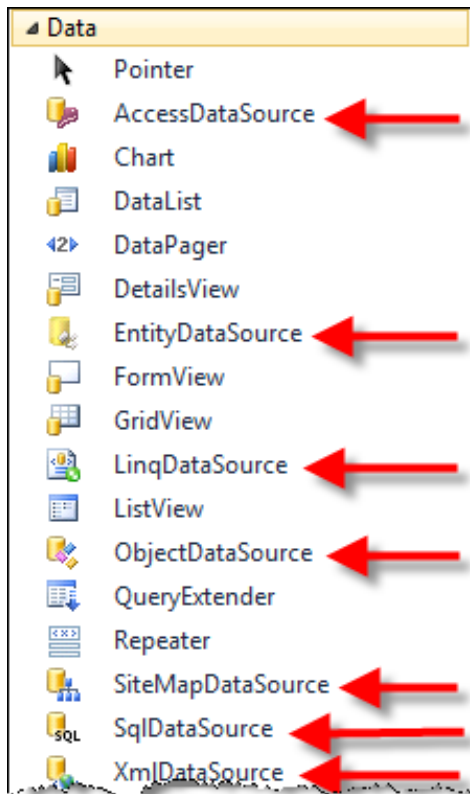 Data
Pointer
AccessDataSource
Chart
DataList
DataPager
DetailsView
EntityDataSource
FormView
GridView
LinqDataSource
ListView
ObjectDataSource
QueryExtender
Repeater
SiteMapDataSource
SqlDataSource
XmlDataSource